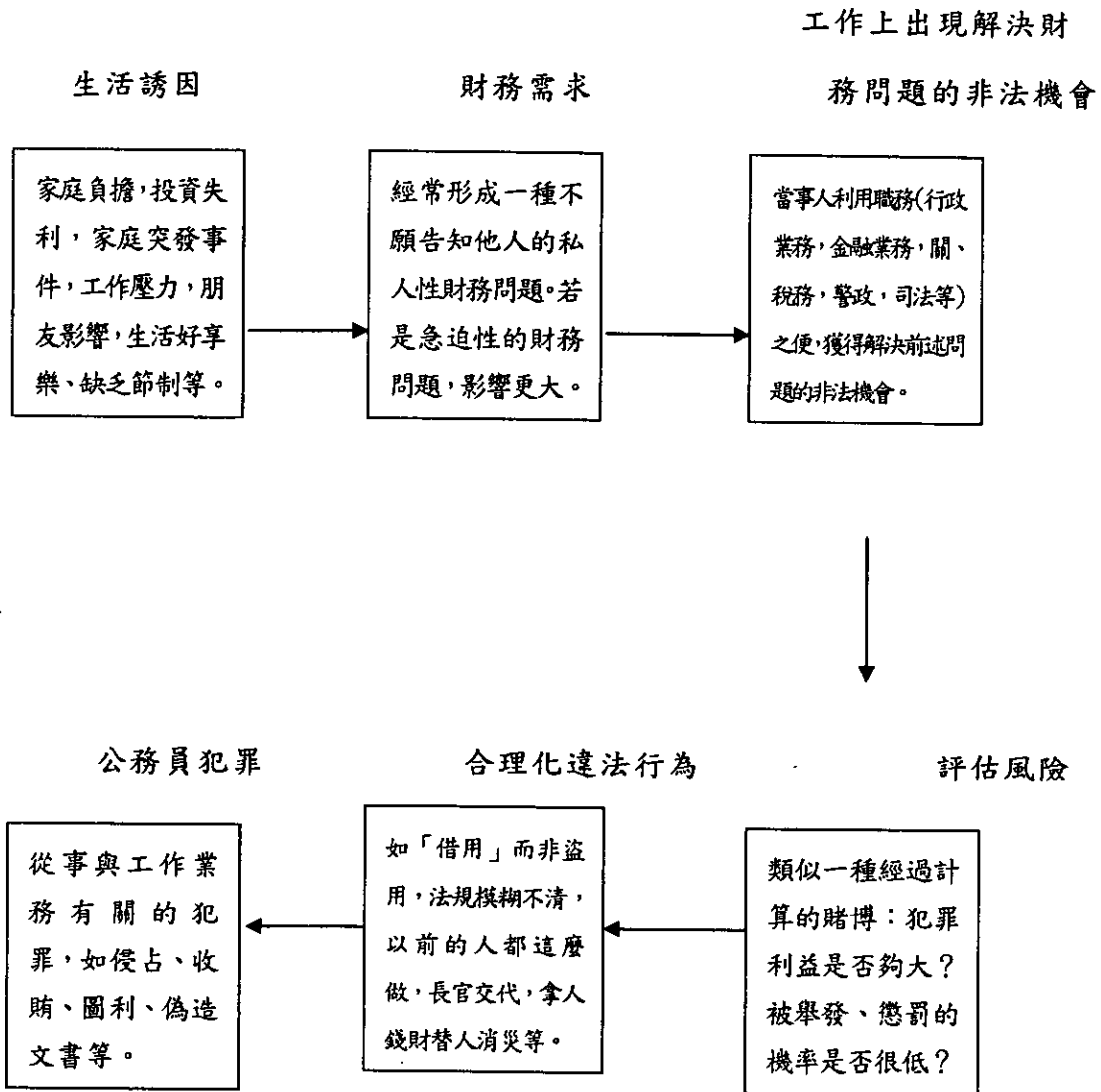 生活誘因
家庭負擔，投資失
利，家庭突發事
件，工作壓力，朋
友影響，生活好享
樂、缺乏節制等。
財務需求
經常形成一種不
願告知他人的私
人性財務問題。若
是急迫性的財務
問題，影響更大。
工作上出現解決財
務問題的非法機會
當事人利用職務(行政
業務，金融業務，關、
稅務，警政，司法等)
之便，獲得解決前述問
題的非法機會。
評估風險
類似一種經過計
算的賭博：犯罪
利益是否夠大？
被舉發、懲罰的
機率是否很低？
合理化違法行為
如「借用」而非盜
用，法規模糊不清，
以前的人都這麼
做，長官交代，拿人
錢財替人消災等。
公務員犯罪
從事與工作業
務有關的犯
罪，如侵占、收
賄、圖利、偽造
文書等。